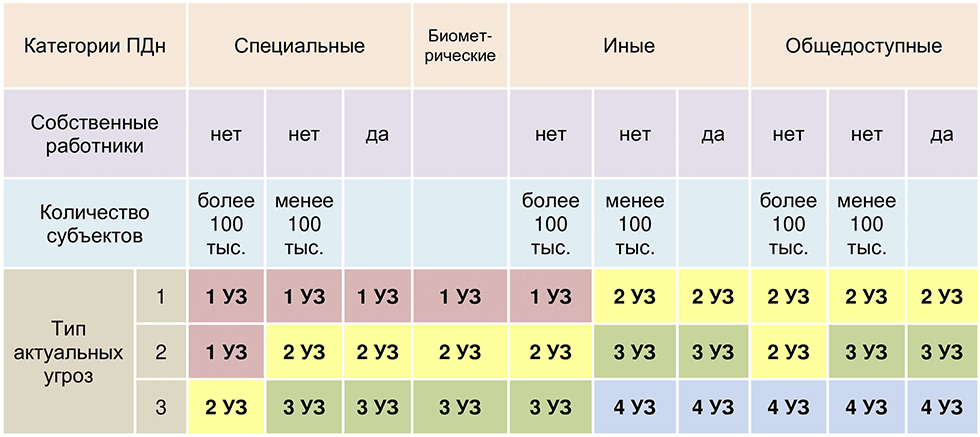 Категории ПДн Специальные Биомет-
рические Иные Общедоступные
Собственные
работники нет нет да нет нет да нет нет да
Количество
субъектов более
100
тыс. менее
100
тыс. более
100
тыс. менее
100
тыс. более
100
тыс. менее
100
тыс.
Тип
актуальных
угроз
1 1 УЗ 1 УЗ 1 УЗ 1 УЗ 1 УЗ 2 УЗ 2 УЗ 2 УЗ 2 УЗ 2 УЗ
2 1 УЗ 2 УЗ 2 УЗ 2 УЗ 2 УЗ 3 УЗ 3 УЗ 2 УЗ 3 УЗ 3 УЗ
3 2 УЗ 3 УЗ 3 УЗ 3 УЗ 3 УЗ 4 УЗ 4 УЗ 4 УЗ 4 УЗ 4 УЗ